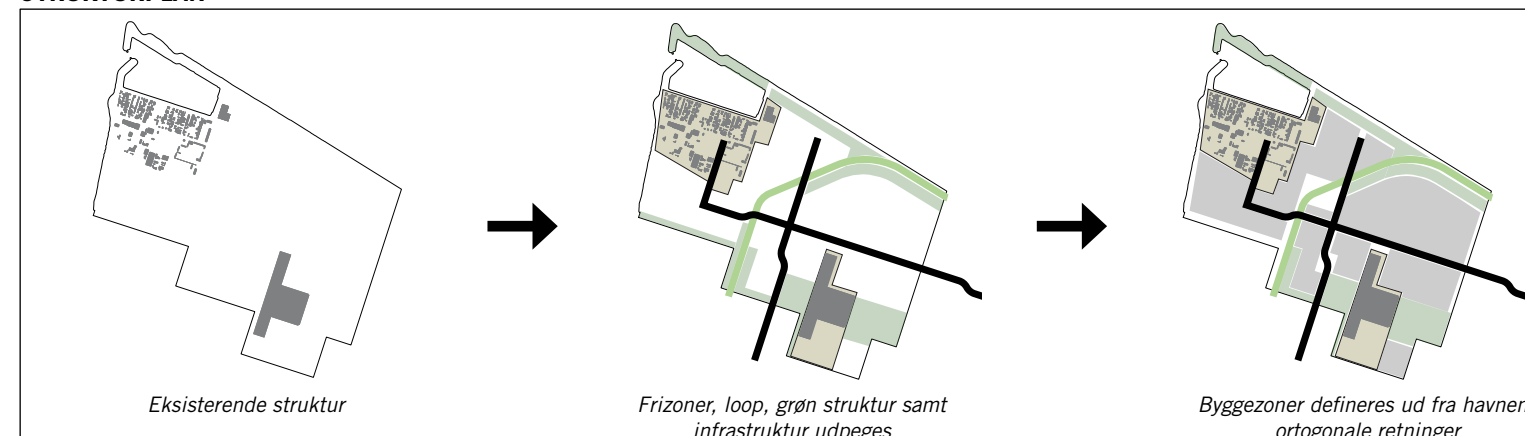 Eksisterende struktur
Frizoner, loop, grøn struktur samt
infrastruktur udpeges
Byggezoner defineres ud fra havnen
ortogonale retninger